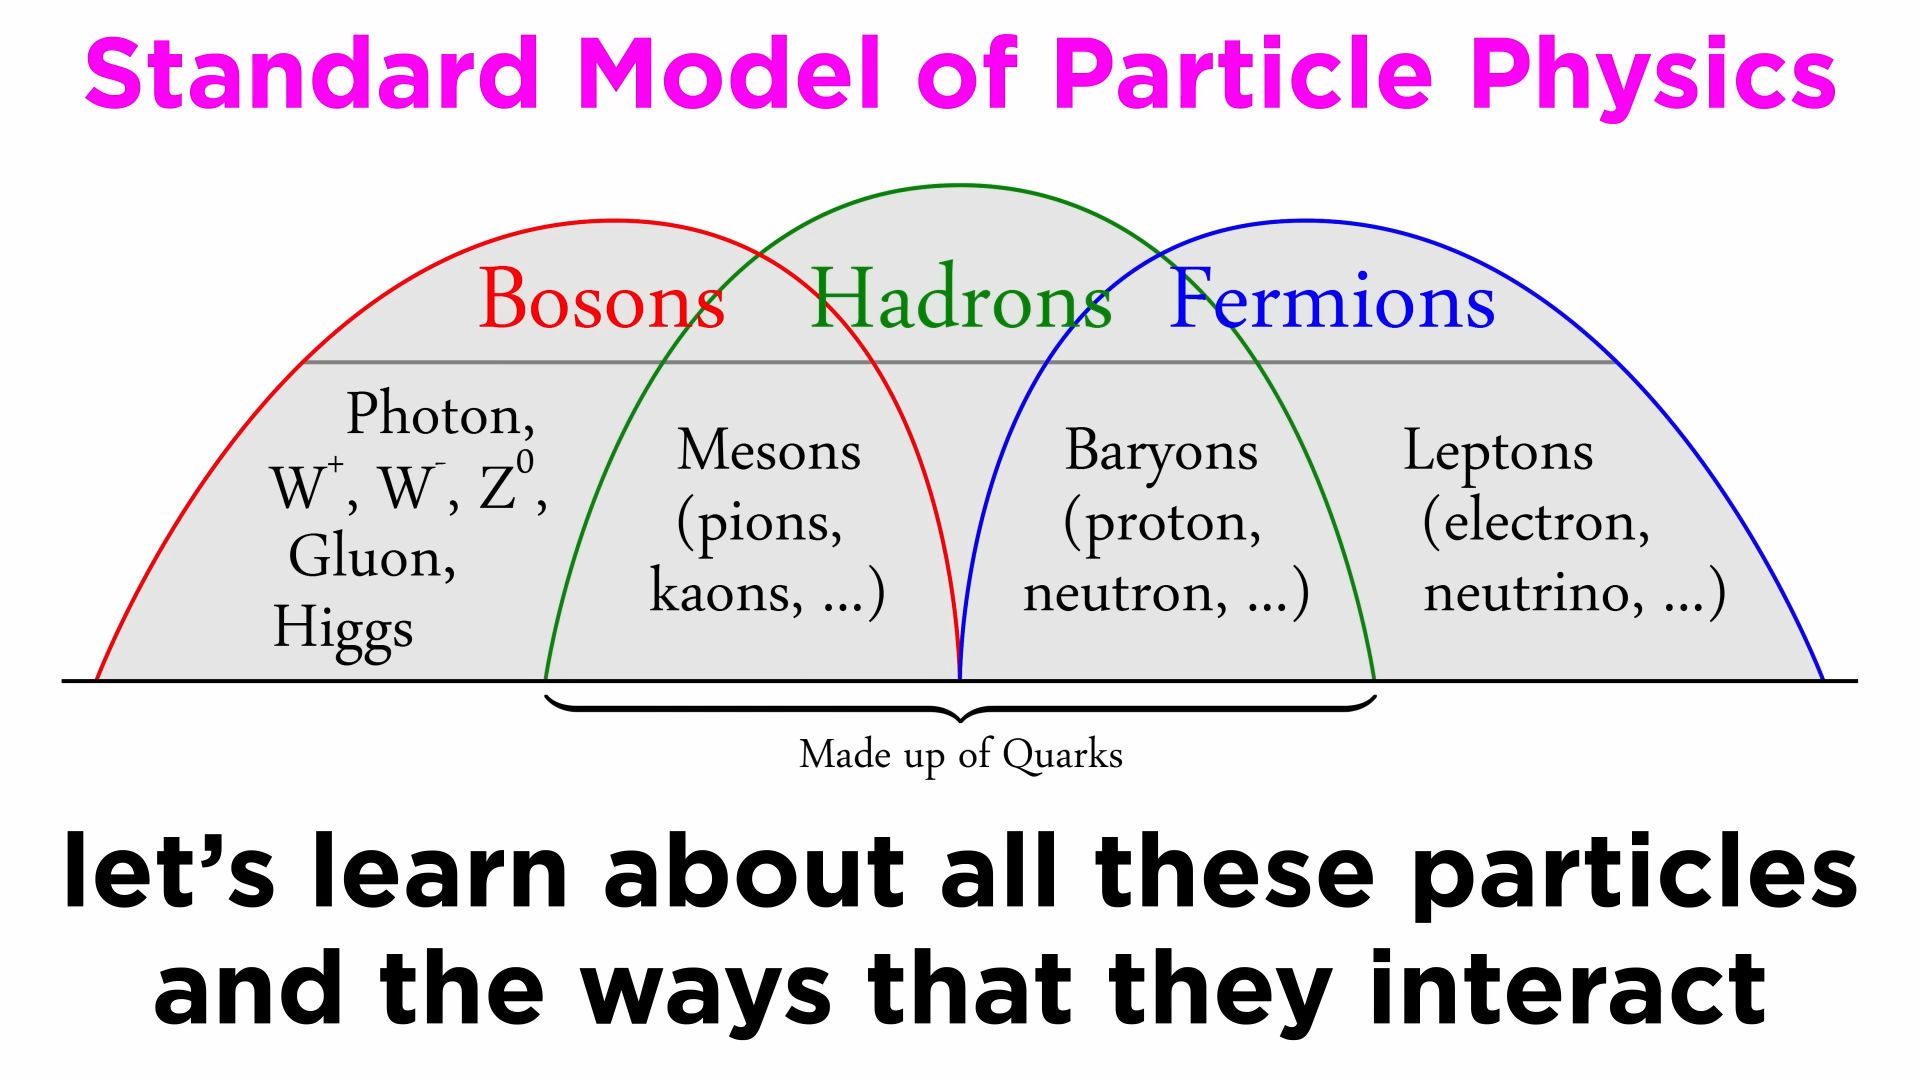 Standard Model of Particle Physics
Bosons Hadrons Fermions
Photon,
W⁺, W⁻, Z⁰,
Gluon,
Higgs
Mesons
(pions,
kaons, ...)
Baryons
(proton,
neutron, ...)
Leptons
(electron,
neutrino, ...)
Made up of Quarks
let’s learn about all these particles
and the ways that they interact